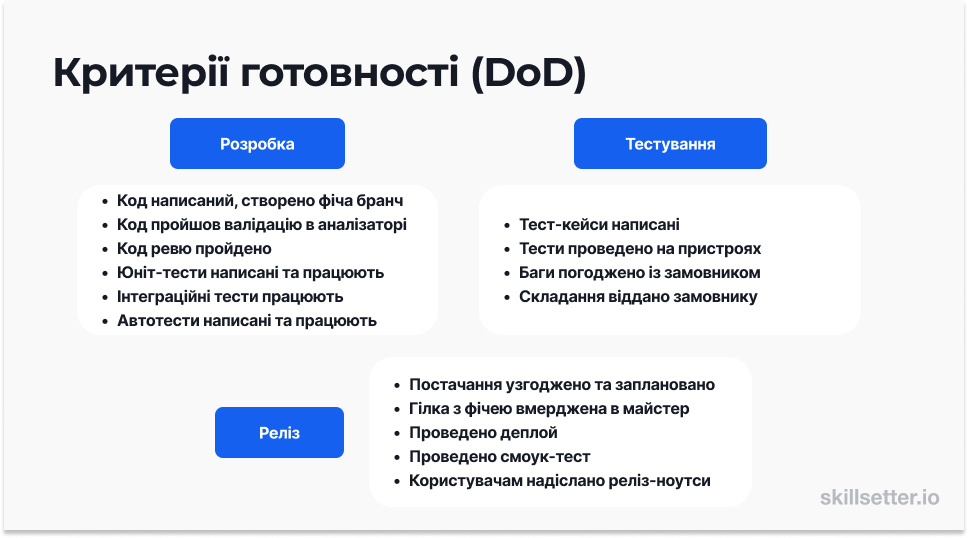 Критерії готовності (DoD)
Розробка
• Код написаний, створено фіча бранч
• Код пройшов валідацію в аналізаторі
• Код ревю пройдено
• Юніт-тести написані та працюють
• Інтеграційні тести працюють
• Автотести написані та працюють
Тестування
• Тест-кейси написані
• Тести проведено на пристроях
• Баги погоджено із замовником
• Складання віддано замовнику
Реліз
• Постачання узгоджено та заплановано
• Гілка з фічею вмерджена в майстер
• Проведено деплой
• Проведено смоук-тест
• Користувачам надіслано реліз-ноутси
skillsetter.io